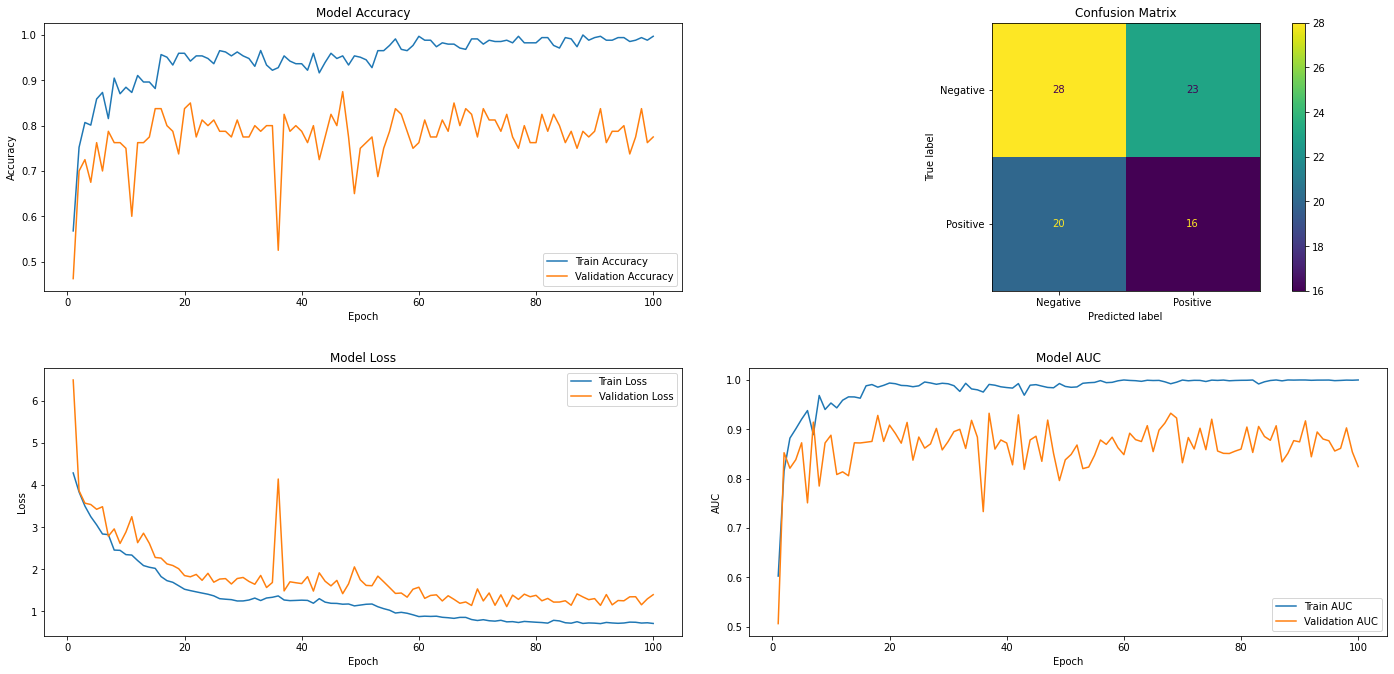 Model Accuracy
1.0
0.9
0.8
0.7
0.6
0.5
Accuracy
0 20 40 60 80 100
Epoch
Train Accuracy
Validation Accuracy
Confusion Matrix
Negative
Positive
True label
28 23
20 16
Negative Positive
Predicted label
28
26
24
22
20
18
16
Model Loss
6
5
4
3
2
1
Loss
0 20 40 60 80 100
Epoch
Train Loss
Validation Loss
Model AUC
1.0
0.9
0.8
0.7
0.6
0.5
AUC
0 20 40 60 80 100
Epoch
Train AUC
Validation AUC